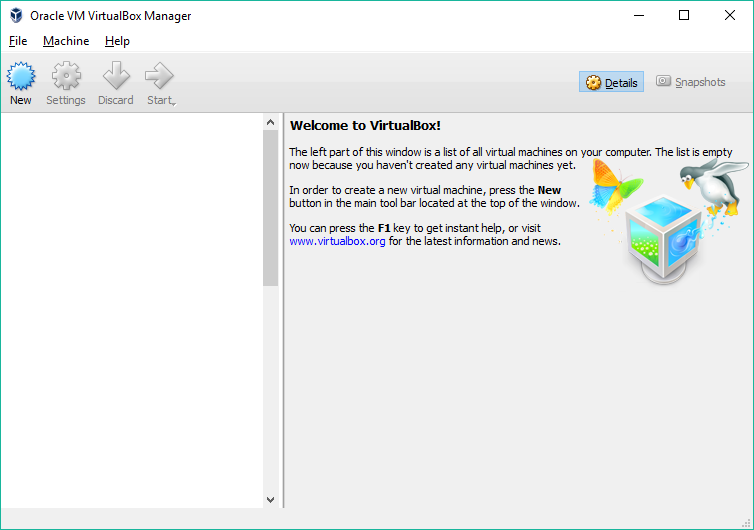 Oracle VM VirtualBox Manager
File Machine Help
New Settings Discard Start
Details Snapshots
Welcome to VirtualBox!
The left part of this window is a list of all virtual machines on your computer. The list is empty
now because you haven't created any virtual machines yet.
In order to create a new virtual machine, press the New
button in the main tool bar located at the top of the window.
You can press the F1 key to get instant help, or visit
www.virtualbox.org for the latest information and news.